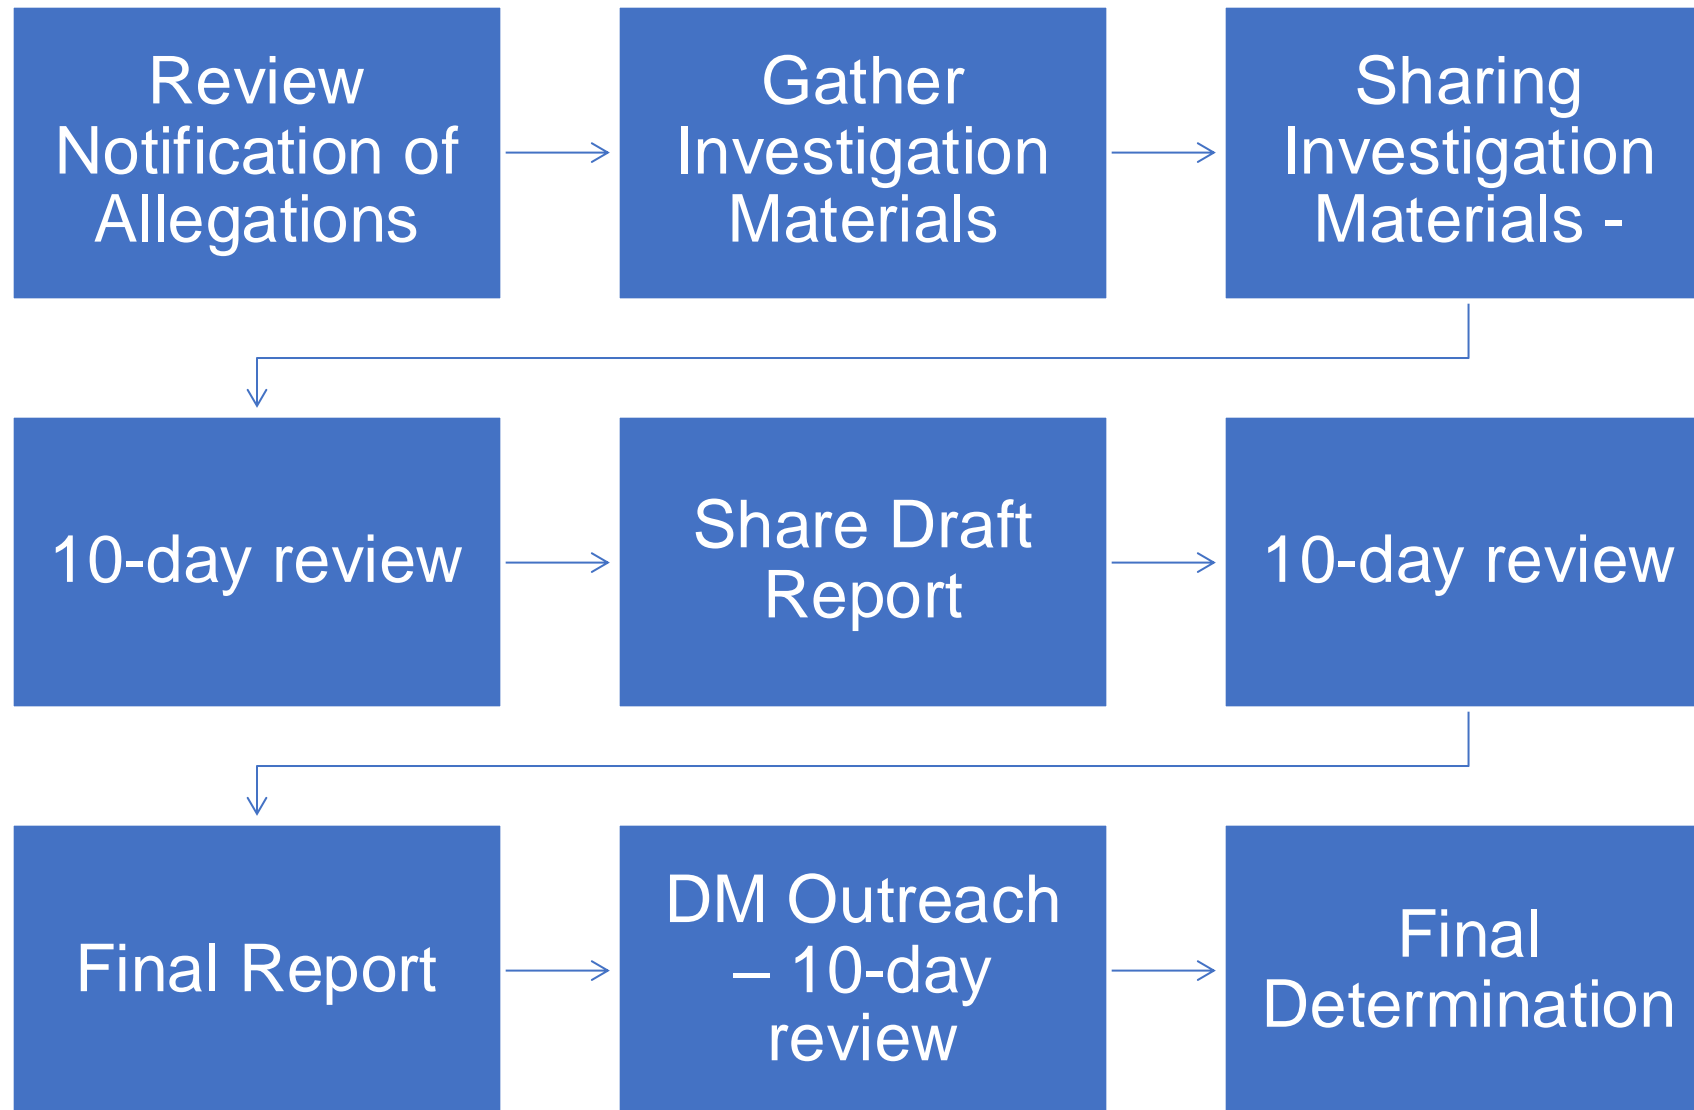 Review
Notification of
Allegations
Gather
Investigation
Materials
Sharing
Investigation
Materials -
10-day review
Share Draft
Report
10-day review
Final Report
DM Outreach
– 10-day
review
Final
Determination